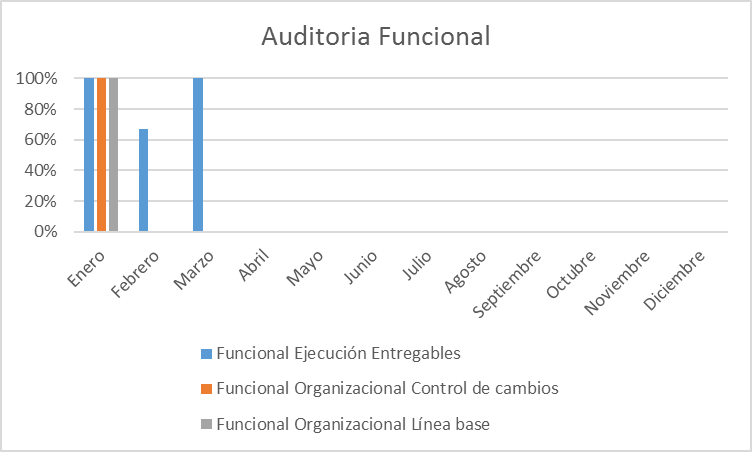 Auditoria Funcional
100%
80%
60%
40%
20%
0%
Enero
Febrero
Marzo
Abril
Mayo
Junio
Julio
Agosto
Septiembre
Octubre
Noviembre
Diciembre
Funcional Ejecución Entregables
Funcional Organizacional Control de cambios
Funcional Organizacional Línea base